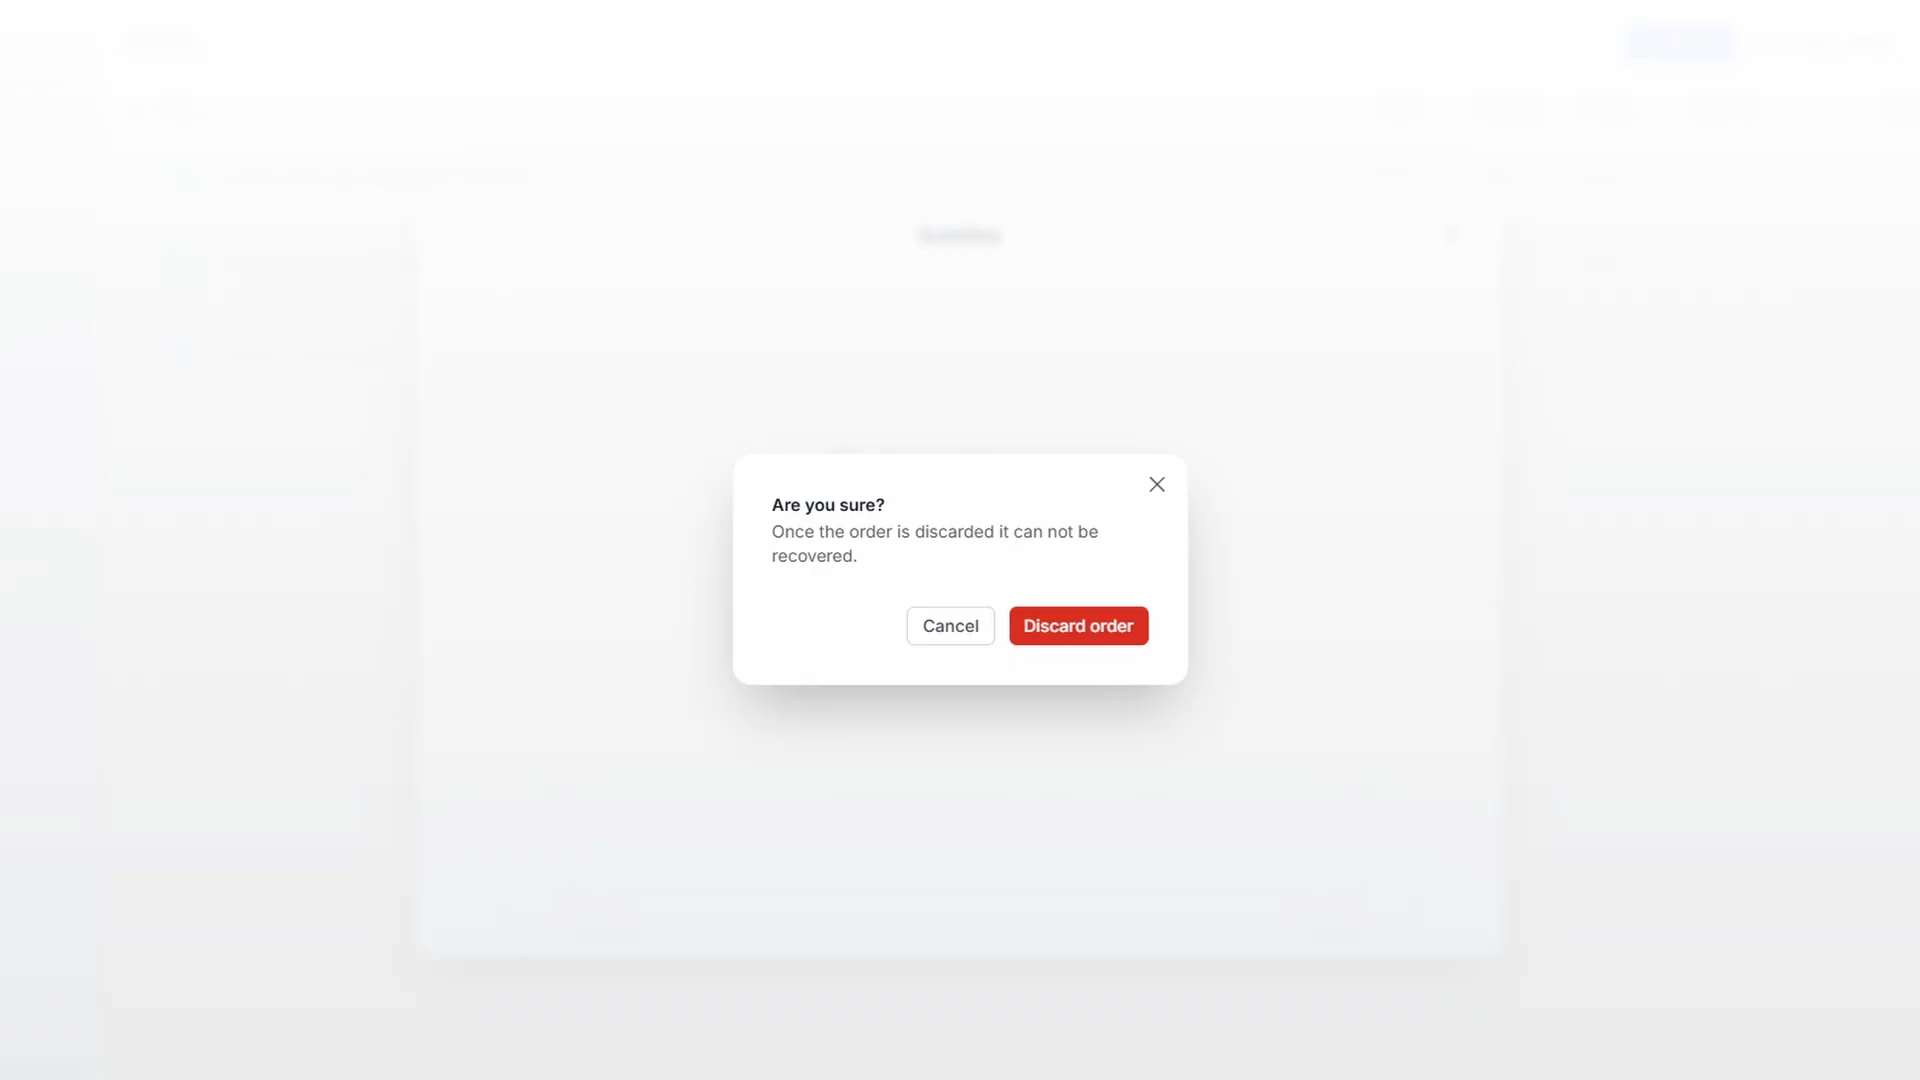 Are you sure?
Once the order is discarded it can not be
recovered.
Cancel
Discard order